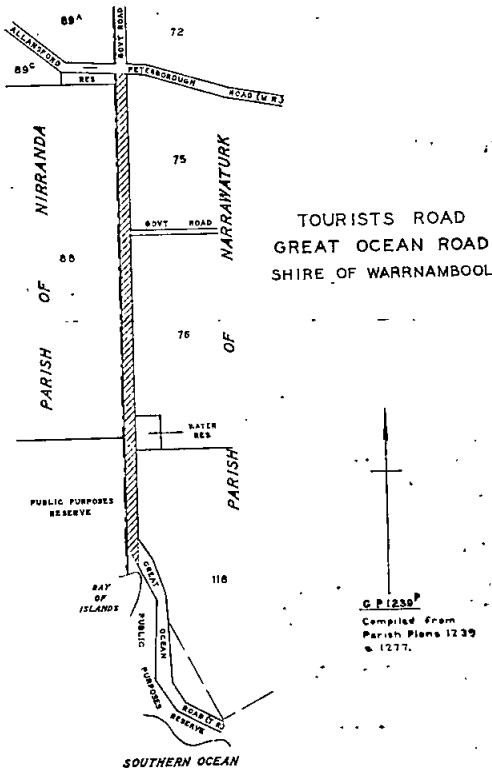 89A
72
GOVT ROAD
ALLANSFORD
PETERBOROUGH
ROAD (M.R.)
89C
RES
75
NIRRANDA
NARRAWATURK
GOVT ROAD
TOURISTS ROAD
GREAT OCEAN ROAD
SHIRE OF WARRNAMBOOL
88
OF
76
OF
PARISH
WATER
RES
PARISH
PUBLIC PURPOSES
RESERVE
GREAT
118
BAY
OF
ISLANDS
PUBLIC
OCEAN
PURPOSES
RESERVE
ROAD (T.R.)
G.P.1239P
Compiled from
Parish Plans 1239
& 1277.
SOUTHERN OCEAN